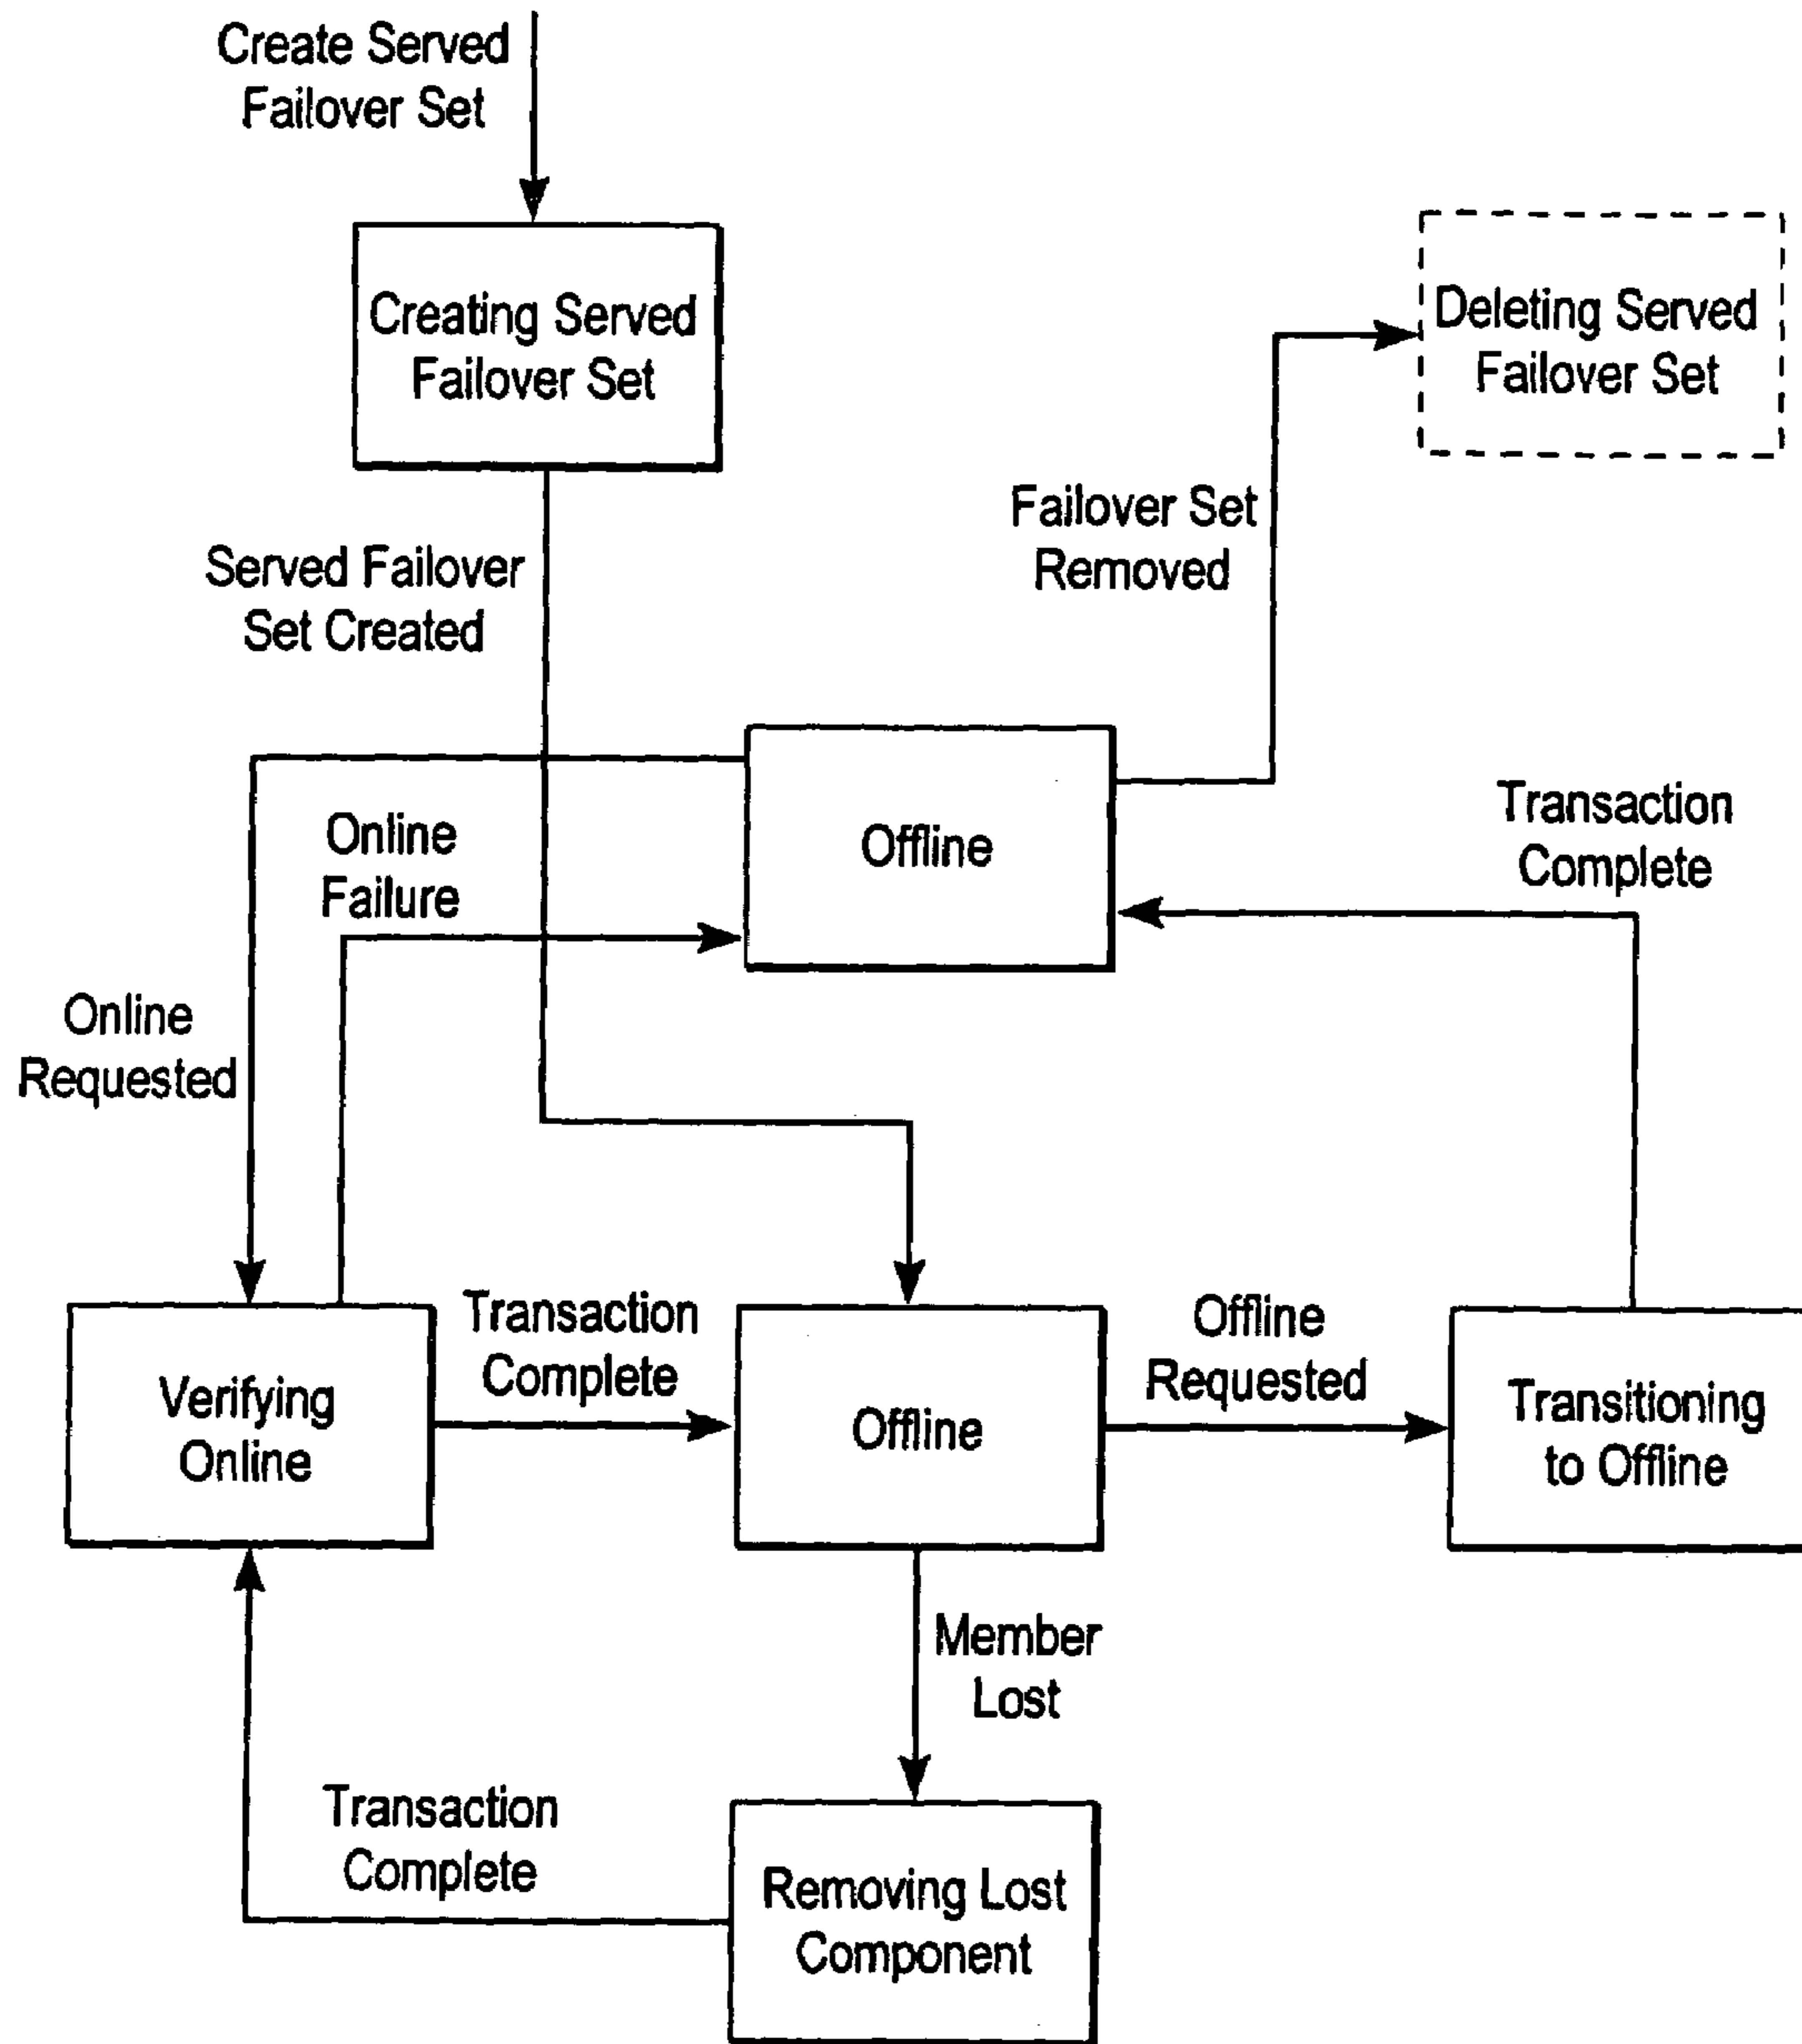 Create Served
Failover Set
Creating Served
Failover Set
Deleting Served
Failover Set
Failover Set
Removed
Served Failover
Set Created
Offline
Online
Failure
Transaction
Complete
Online
Requested
Verifying
Online
Transaction
Complete
Offline
Offline
Requested
Transitioning
to Offline
Member
Lost
Transaction
Complete
Removing Lost
Component